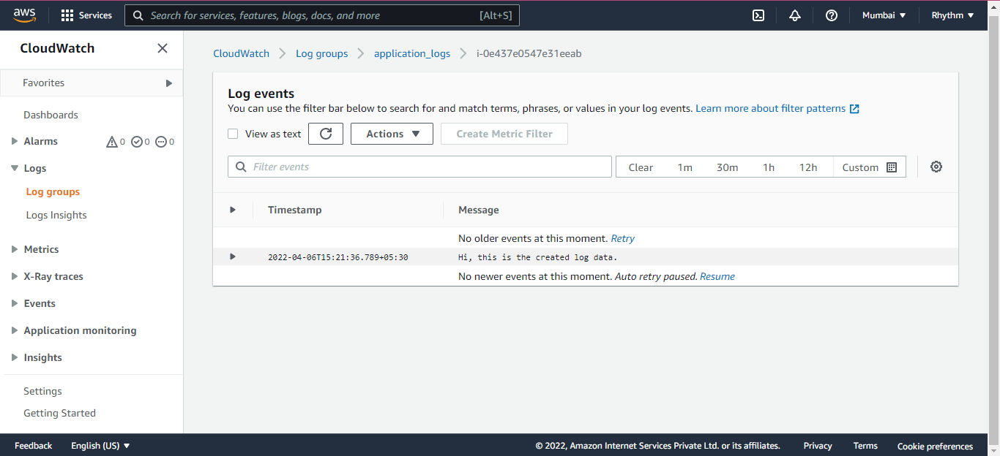 aws Services Search for services, features, blogs, docs, and more [Alt+S] Mumbai Rhythm
CloudWatch
Favorites
Dashboards
Alarms 0 0 0
Logs
Log groups
Logs Insights
Metrics
X-Ray traces
Events
Application monitoring
Insights
Settings
Getting Started
CloudWatch Log groups application_logs i-0e437e0547e31eeab
Log events
You can use the filter bar below to search for and match terms, phrases, or values in your log events. Learn more about filter patterns
View as text Actions Create Metric Filter
Filter events Clear 1m 30m 1h 12h Custom
Timestamp Message
No older events at this moment. Retry
2022-04-06T15:21:36.789+05:30 Hi, this is the created log data.
No newer events at this moment. Auto retry paused. Resume
Feedback English (US) © 2022, Amazon Internet Services Private Ltd. or its affiliates. Privacy Terms Cookie preferences